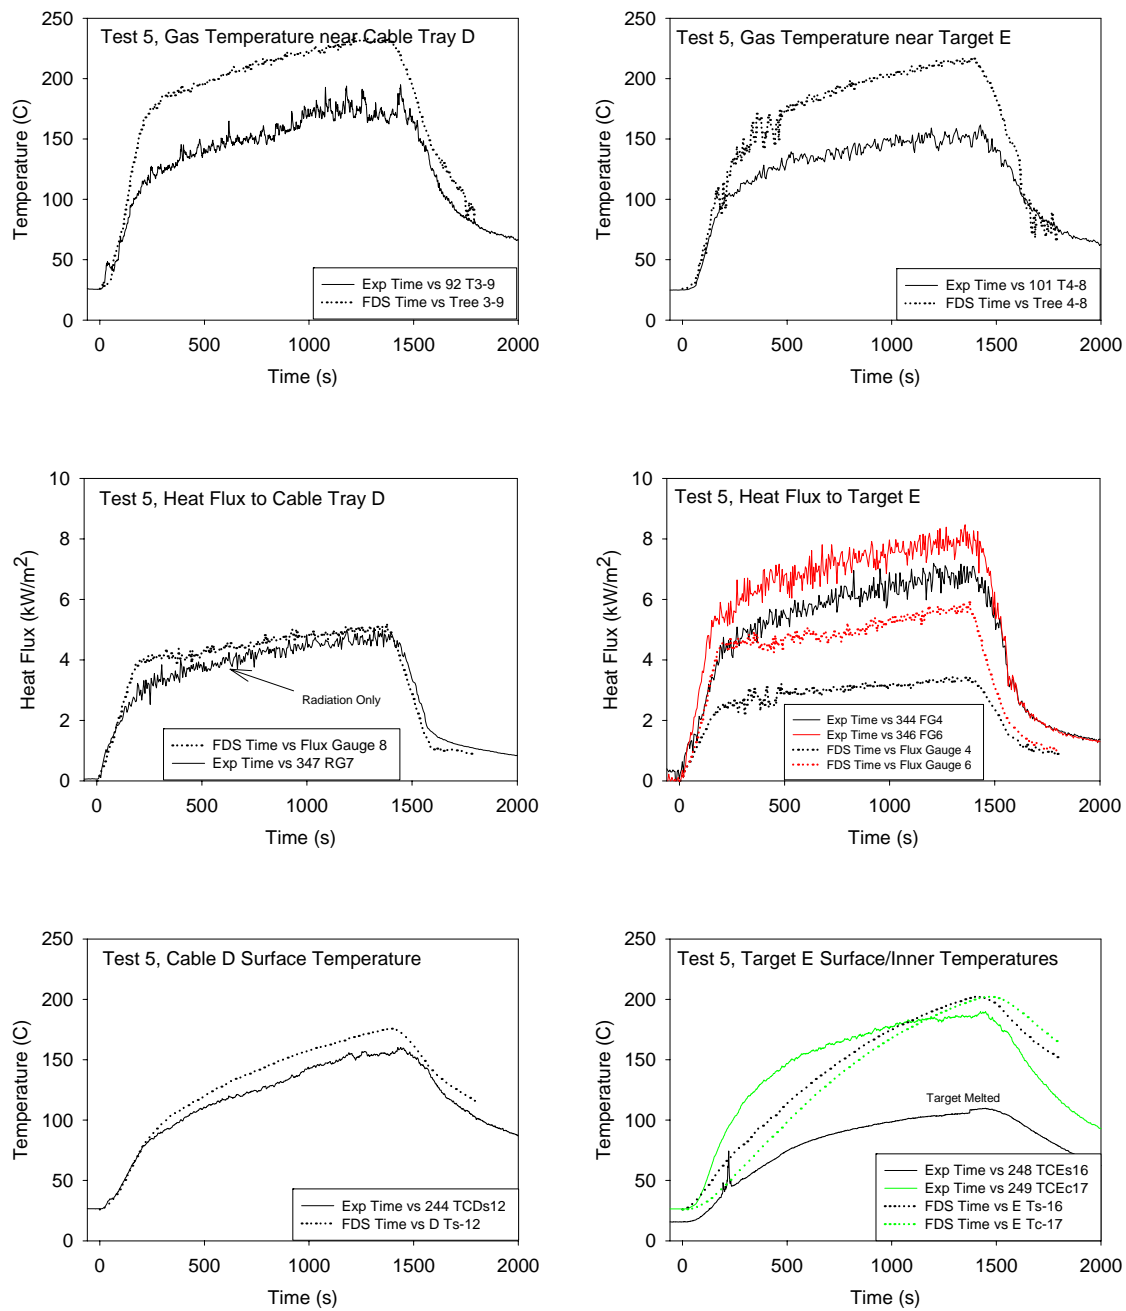 Test 5, Gas Temperature near Cable Tray D
Temperature (C)
250
200
150
100
50
0
Exp Time vs 92 T3-9
FDS Time vs Tree 3-9
0 500 1000 1500 2000
Time (s)
Test 5, Gas Temperature near Target E
Temperature (C)
250
200
150
100
50
0
Exp Time vs 101 T4-8
FDS Time vs Tree 4-8
0 500 1000 1500 2000
Time (s)
Test 5, Heat Flux to Cable Tray D
Heat Flux (kW/m2)
10
8
6
4
2
0
Radiation Only
FDS Time vs Flux Gauge 8
Exp Time vs 347 RG7
0 500 1000 1500 2000
Time (s)
Test 5, Heat Flux to Target E
Heat Flux (kW/m2)
10
8
6
4
2
0
Exp Time vs 344 FG4
Exp Time vs 346 FG6
FDS Time vs Flux Gauge 4
FDS Time vs Flux Gauge 6
0 500 1000 1500 2000
Time (s)
Test 5, Cable D Surface Temperature
Temperature (C)
250
200
150
100
50
0
Exp Time vs 244 TCDs12
FDS Time vs D Ts-12
0 500 1000 1500 2000
Time (s)
Test 5, Target E Surface/Inner Temperatures
Temperature (C)
250
200
150
100
50
0
Target Melted
Exp Time vs 248 TCEs16
Exp Time vs 249 TCEc17
FDS Time vs E Ts-16
FDS Time vs E Tc-17
0 500 1000 1500 2000
Time (s)